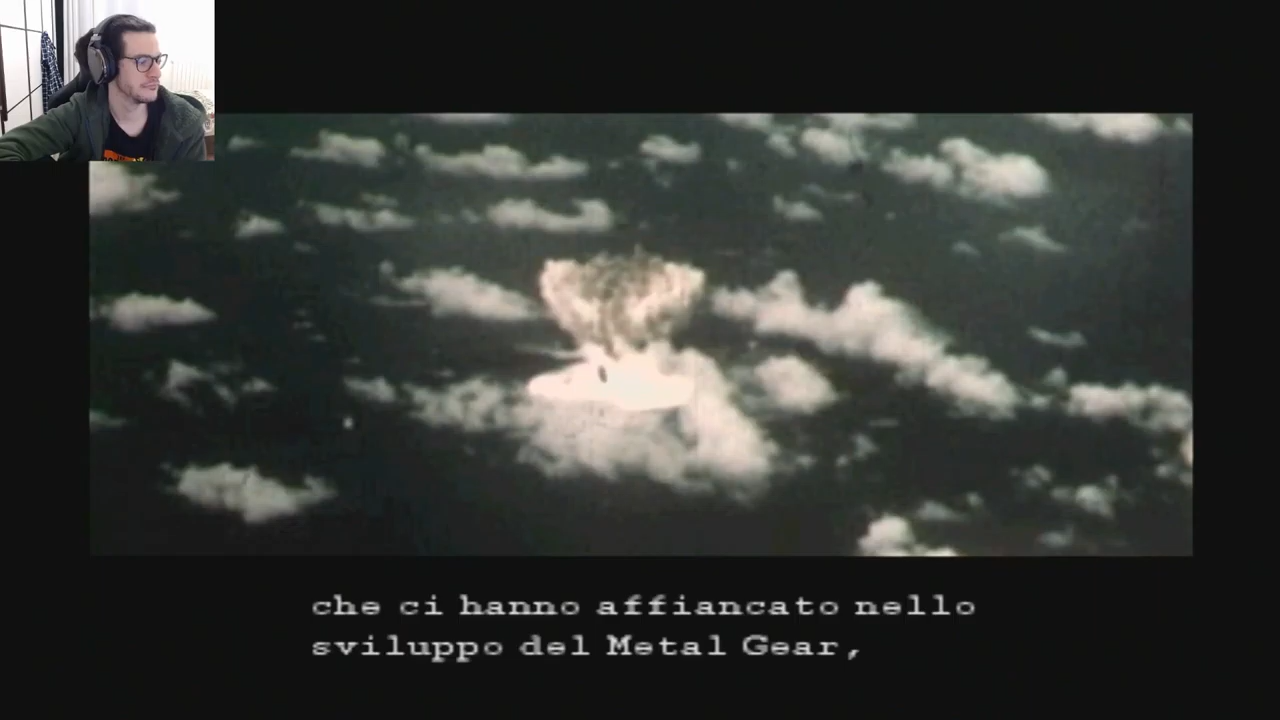 che ci hanno affiancato nello
sviluppo del Metal Gear,